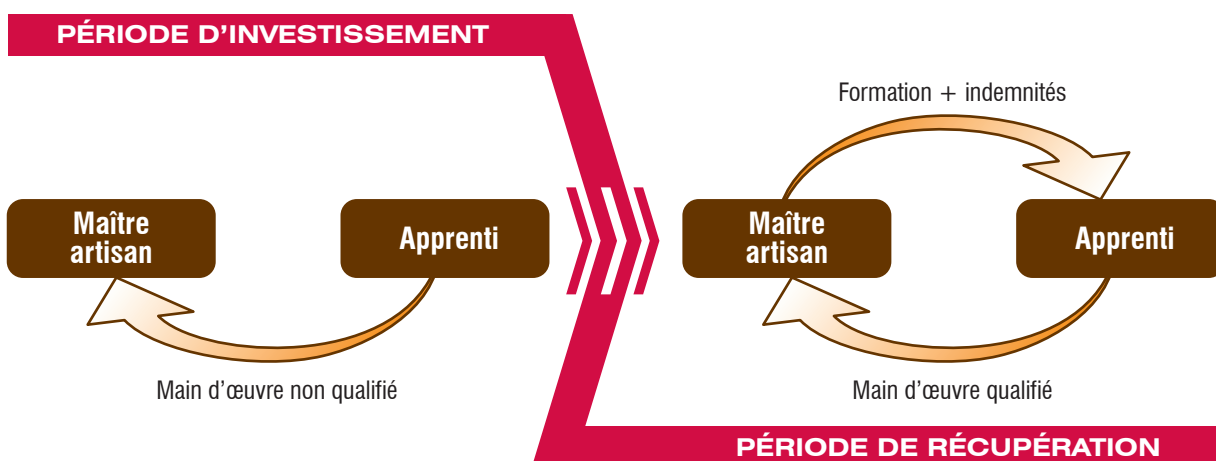 PÉRIODE D'INVESTISSEMENT
Maître
artisan
Apprenti
Main d'œuvre non qualifié
Formation + indemnités
Maître
artisan
Apprenti
Main d'œuvre qualifié
PÉRIODE DE RÉCUPÉRATION